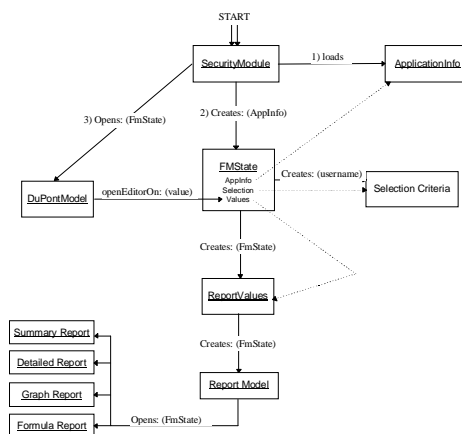 START
SecurityModule
1) loads
ApplicationInfo
3) Opens: (FmState)
2) Creates: (AppInfo)
FMState
AppInfo
Selection
Values
Creates: (username)
Selection Criteria
DuPontModel
openEditorOn: (value)
Creates: (FmState)
ReportValues
Summary Report
Creates: (FmState)
Detailed Report
Report Model
Graph Report
Opens: (FmState)
Formula Report